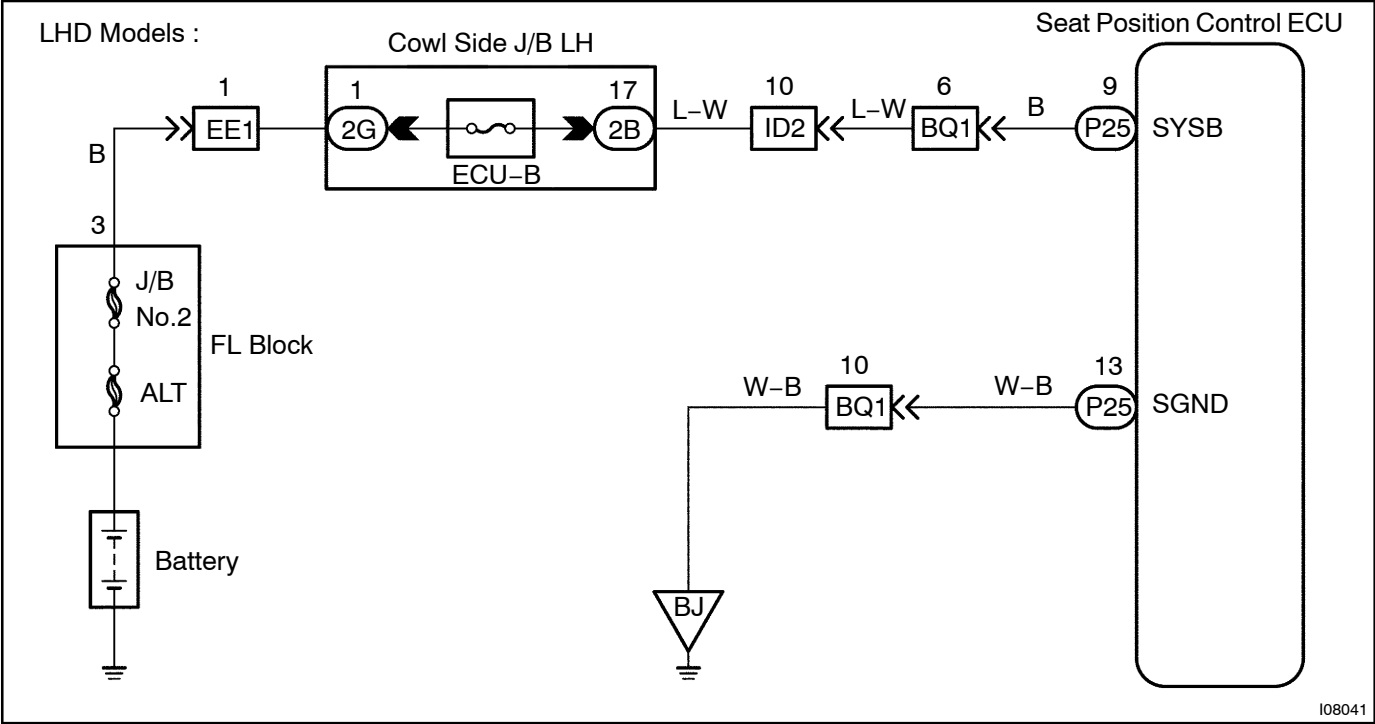 LHD Models :
Seat Position Control ECU
Cowl Side J/B LH
1
1
17
10
6
9
EE1
2G
2B
L–W
ID2
L–W
BQ1
B
P25
SYSB
ECU–B
B
3
J/B
No.2
FL Block
ALT
10
13
W–B
BQ1
W–B
P25
SGND
Battery
BJ
I08041